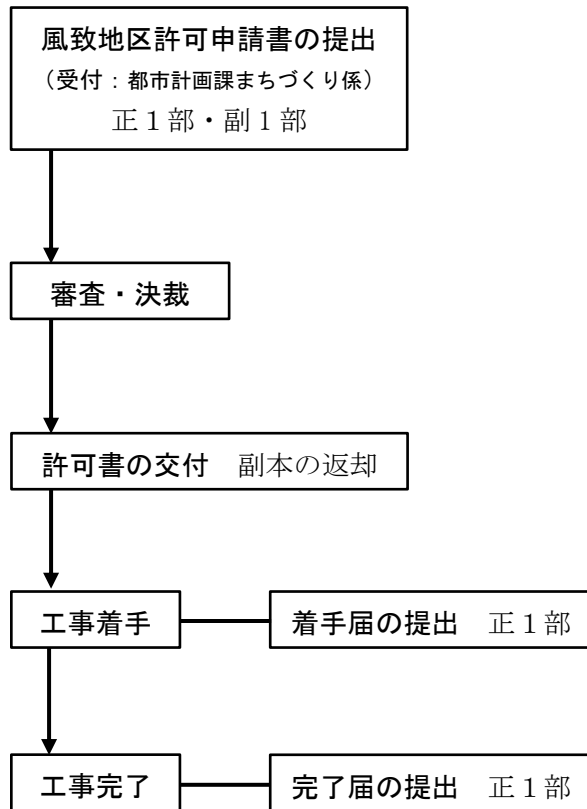 風致地区許可申請書の提出
（受付：都市計画課まちづくり係）
正１部・副１部
審査・決裁
許可書の交付　副本の返却
工事着手
着手届の提出　正１部
工事完了
完了届の提出　正１部